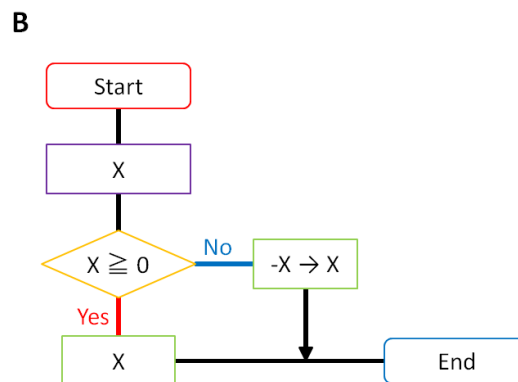 B
Start
X
X ≧ 0
No
-X → X
Yes
X
End